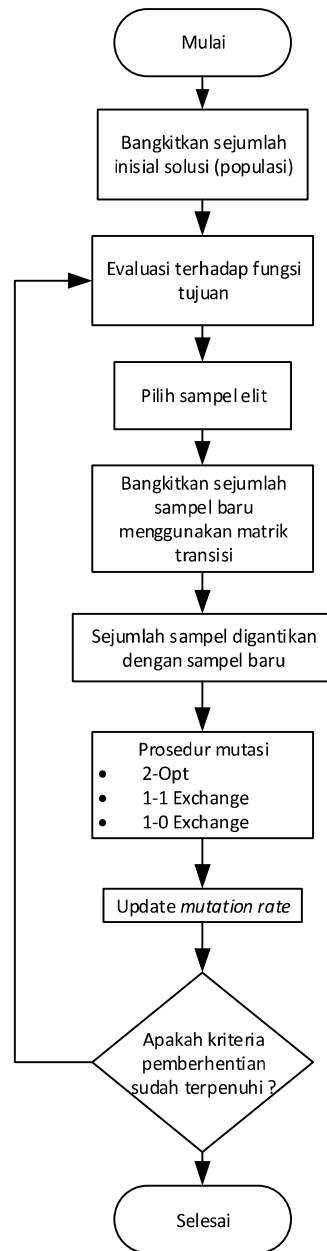 Mulai
Bangkitkan sejumlah
inisial solusi (populasi)
Evaluasi terhadap fungsi
tujuan
Pilih sampel elit
Bangkitkan sejumlah
sampel baru
menggunakan matrik
transisi
Sejumlah sampel digantikan
dengan sampel baru
Prosedur mutasi
• 2-Opt
• 1-1 Exchange
• 1-0 Exchange
Update mutation rate
Apakah kriteria
pemberhentian
sudah terpenuhi ?
Selesai